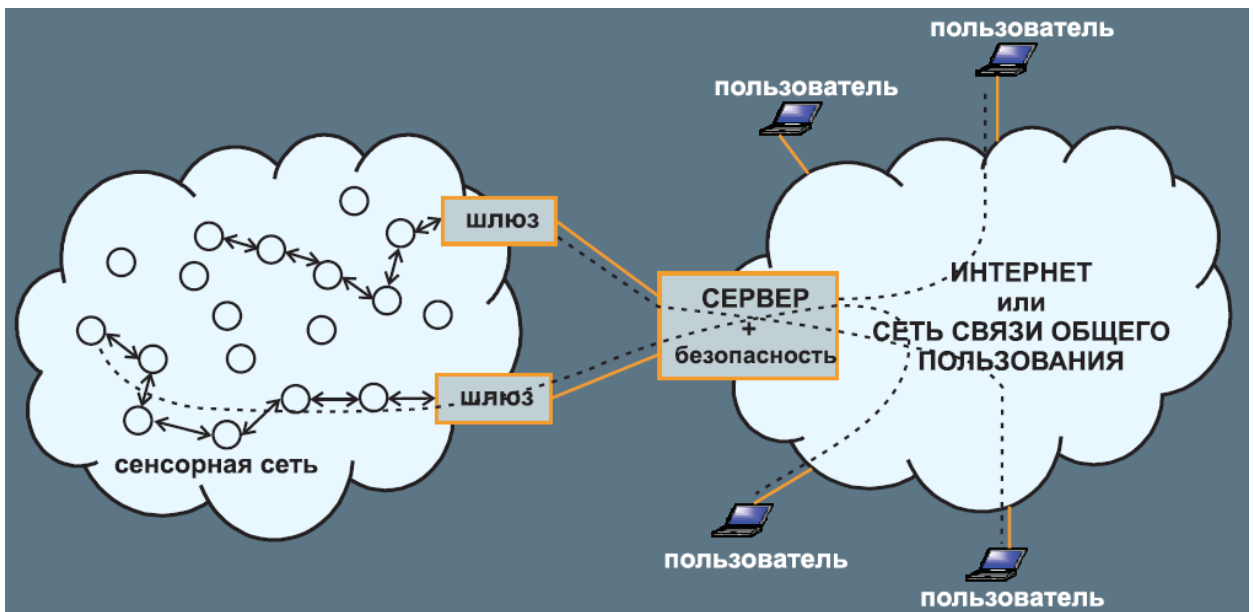 пользователь
пользователь
шлюз
СЕРВЕР
+
безопасность
ИНТЕРНЕТ
или
СЕТЬ СВЯЗИ ОБЩЕГО
ПОЛЬЗОВАНИЯ
шлюз
сенсорная сеть
пользователь
пользователь